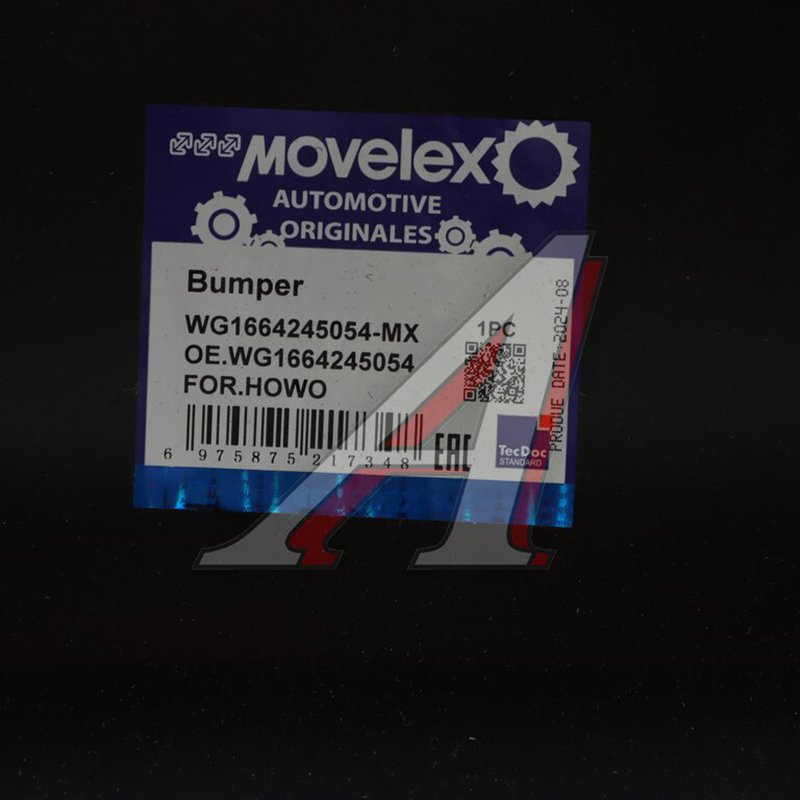 MOVELEX
AUTOMOTIVE
ORIGINALES
Bumper
WG1664245054-MX
1PC
OE.WG1664245054
FOR.HOWO
6 975875 217348
EAC
TecDoc
STANDARD
PRODUE DATE:2024-08